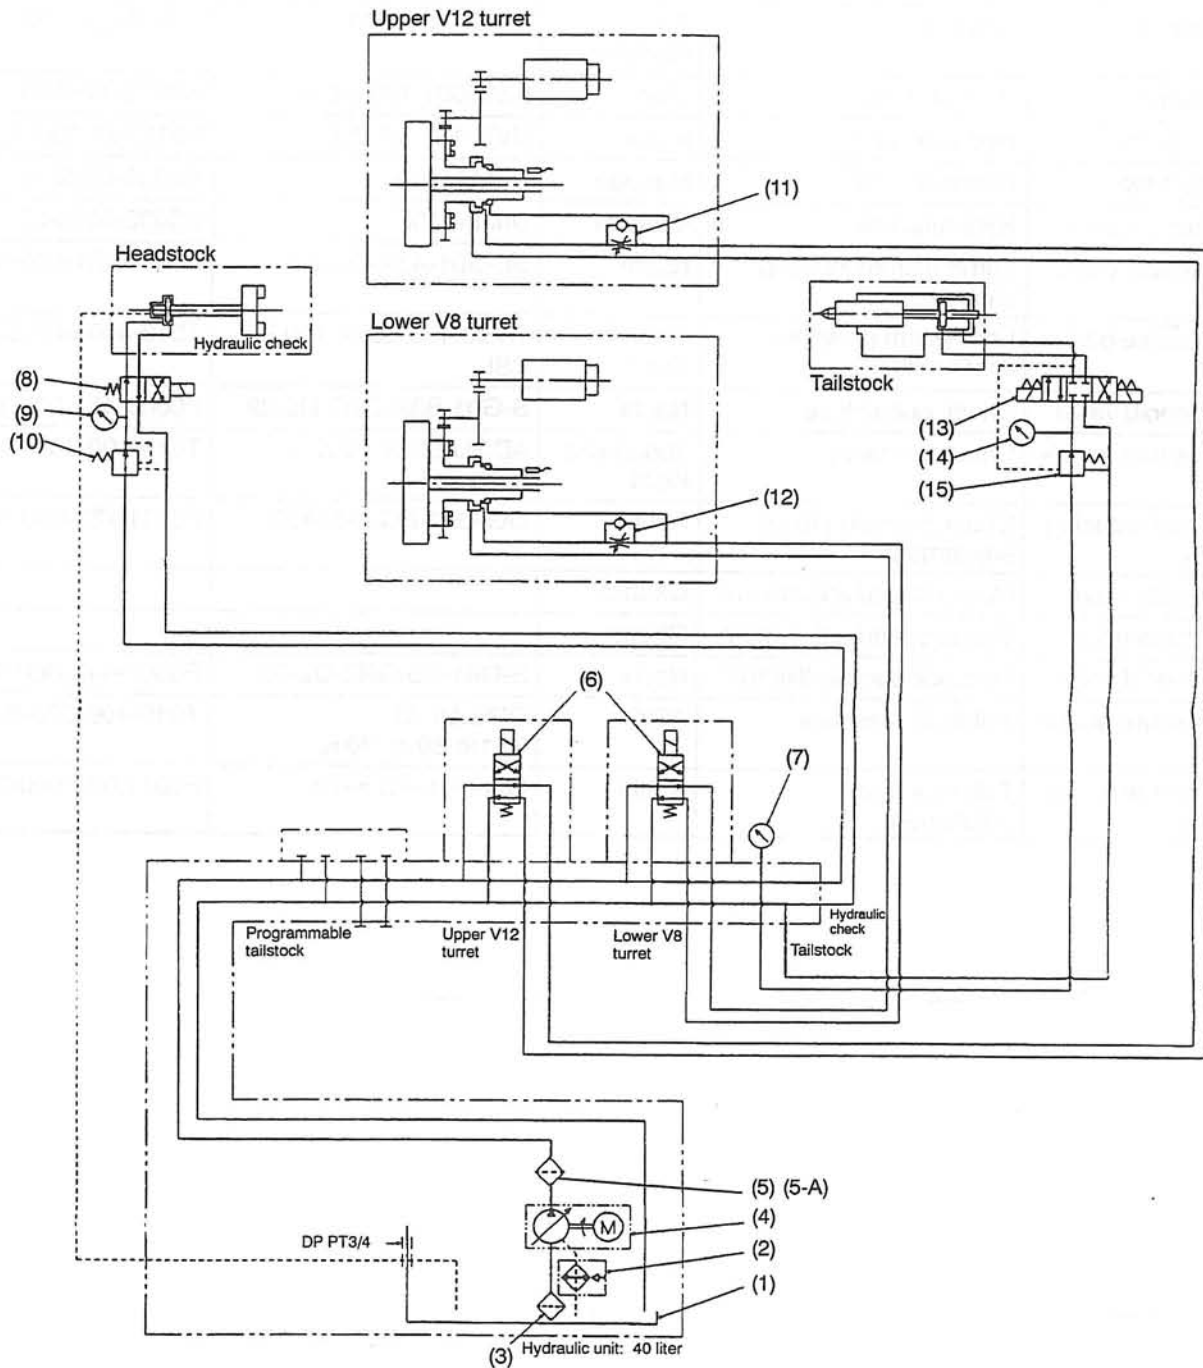 Upper V12 turret
(11)
Headstock
Hydraulic check
Lower V8 turret
Tailstock
(8)
(9)
(10)
(12)
(13)
(14)
(15)
(6)
(7)
Programmable
tailstock
Upper V12
turret
Lower V8
turret
Hydraulic
check
Tailstock
(5) (5-A)
(4)
M
DP PT3/4
(2)
(1)
(3)
Hydraulic unit: 40 liter